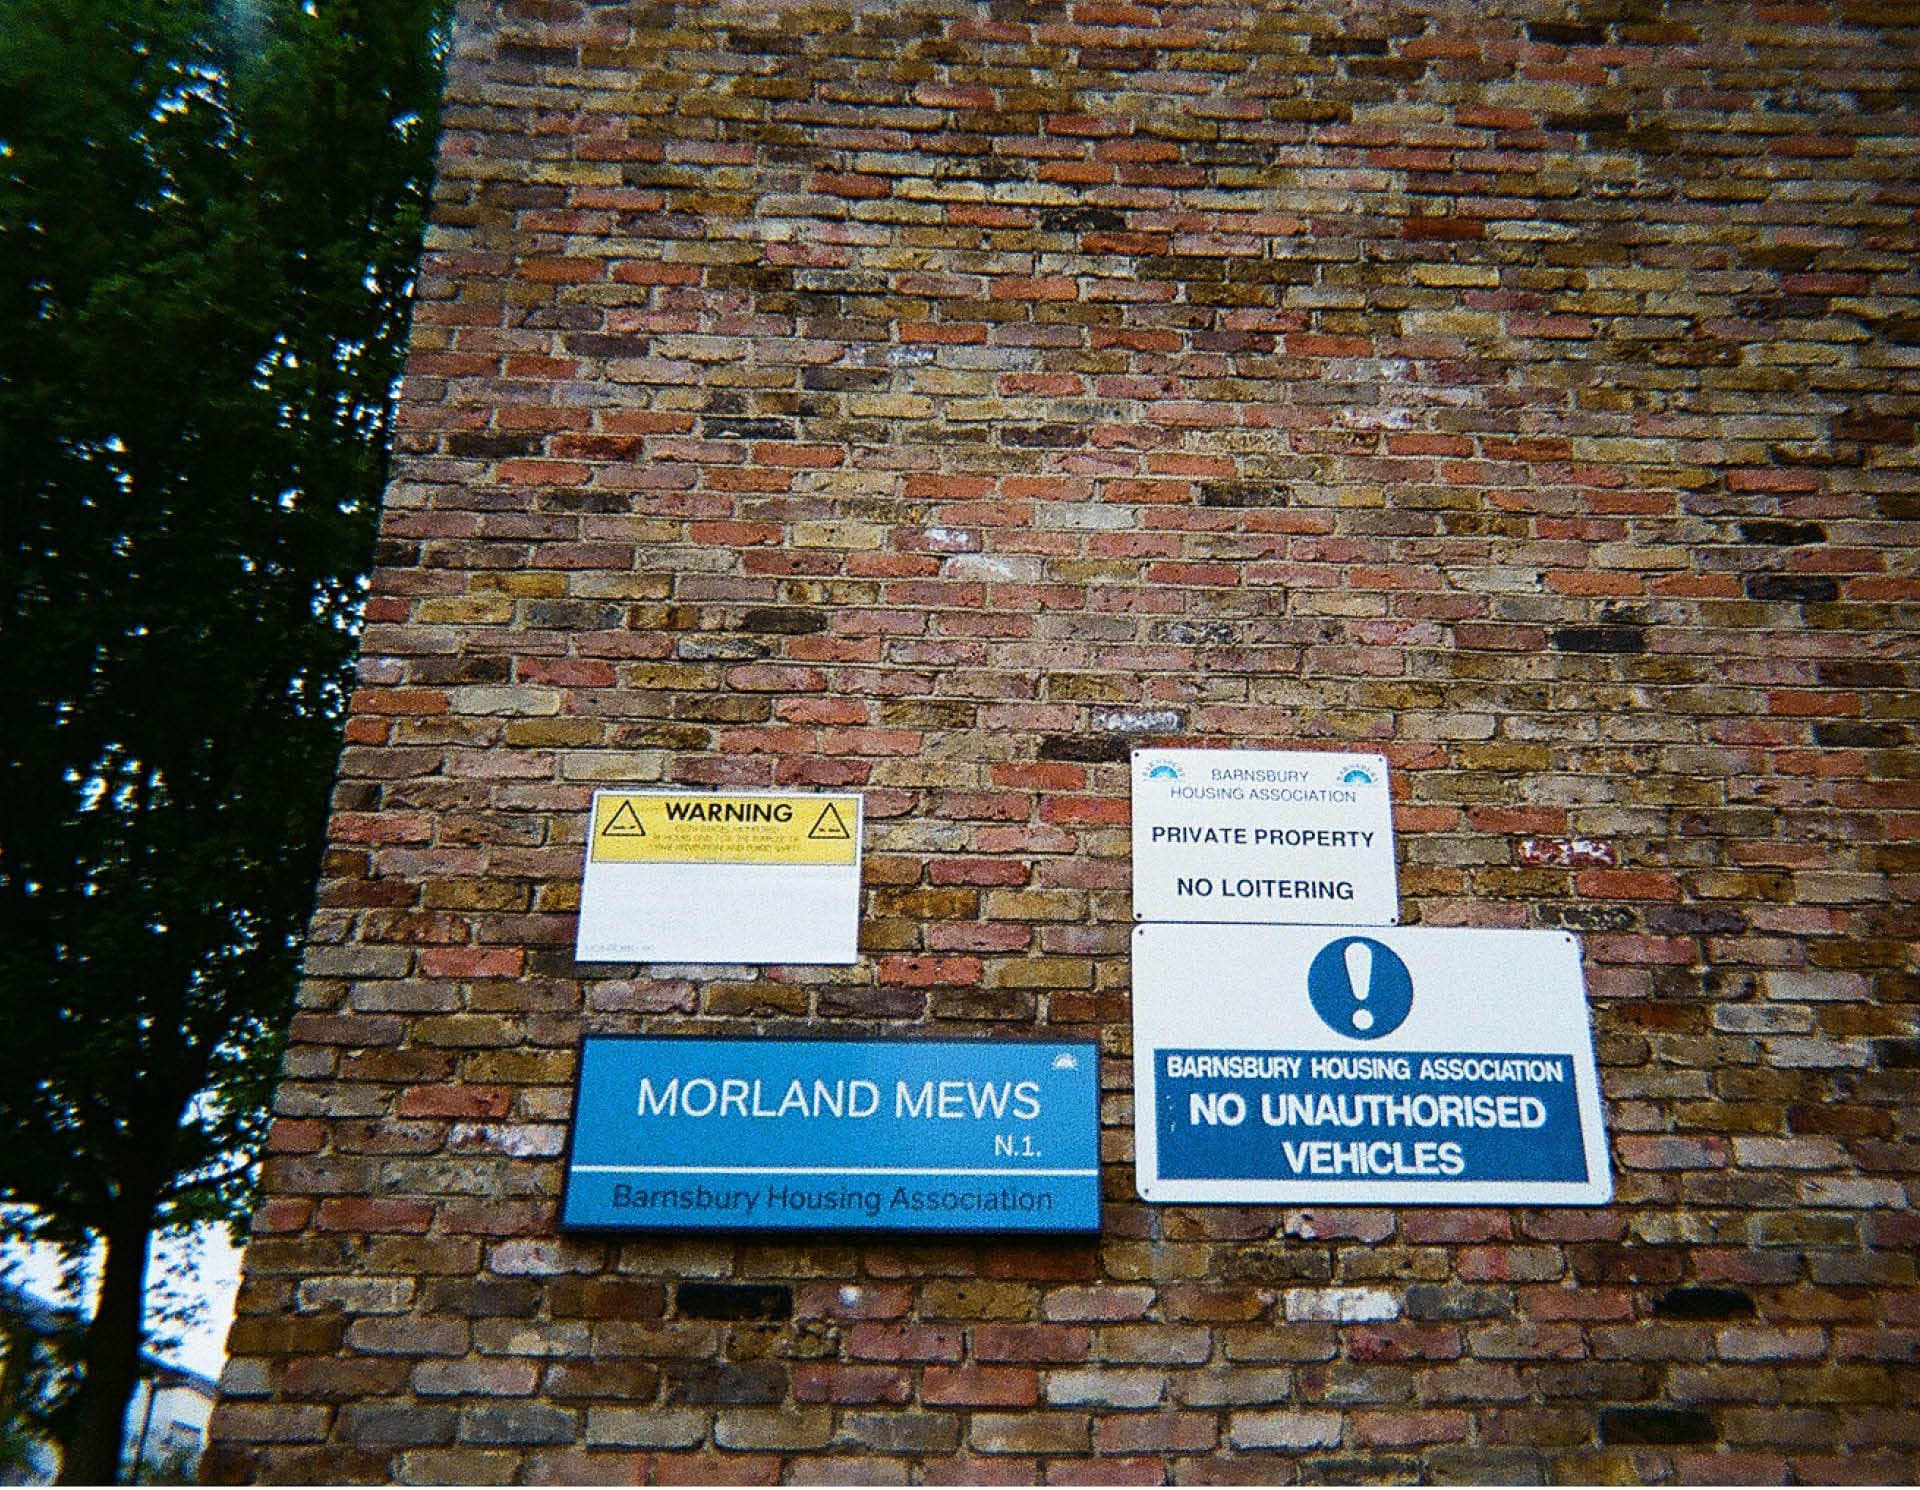 WARNING
BARNSBURY
HOUSING ASSOCIATION
PRIVATE PROPERTY
NO LOITERING
MORLAND MEWS
N.1.
Barnsbury Housing Association
BARNSBURY HOUSING ASSOCIATION
NO UNAUTHORISED
VEHICLES